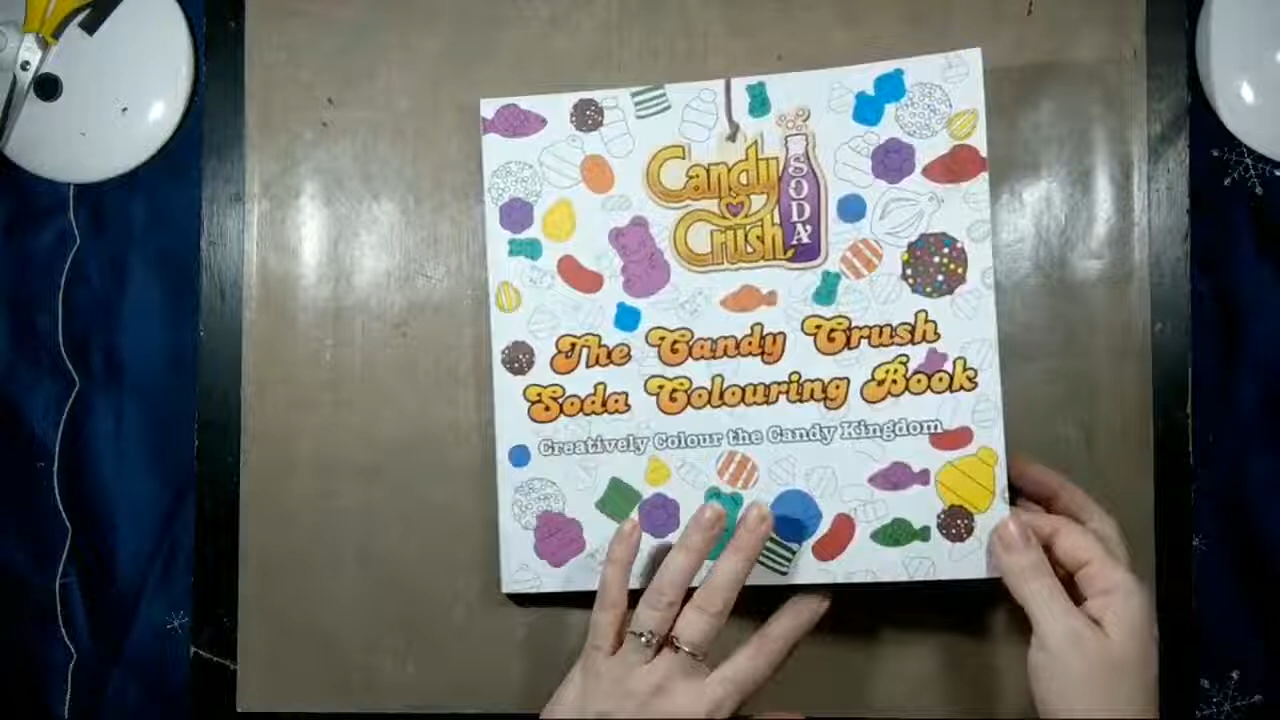 Candy
Crush
SODA
The Candy Crush
Soda Colouring Book
Creatively Colour the Candy Kingdom